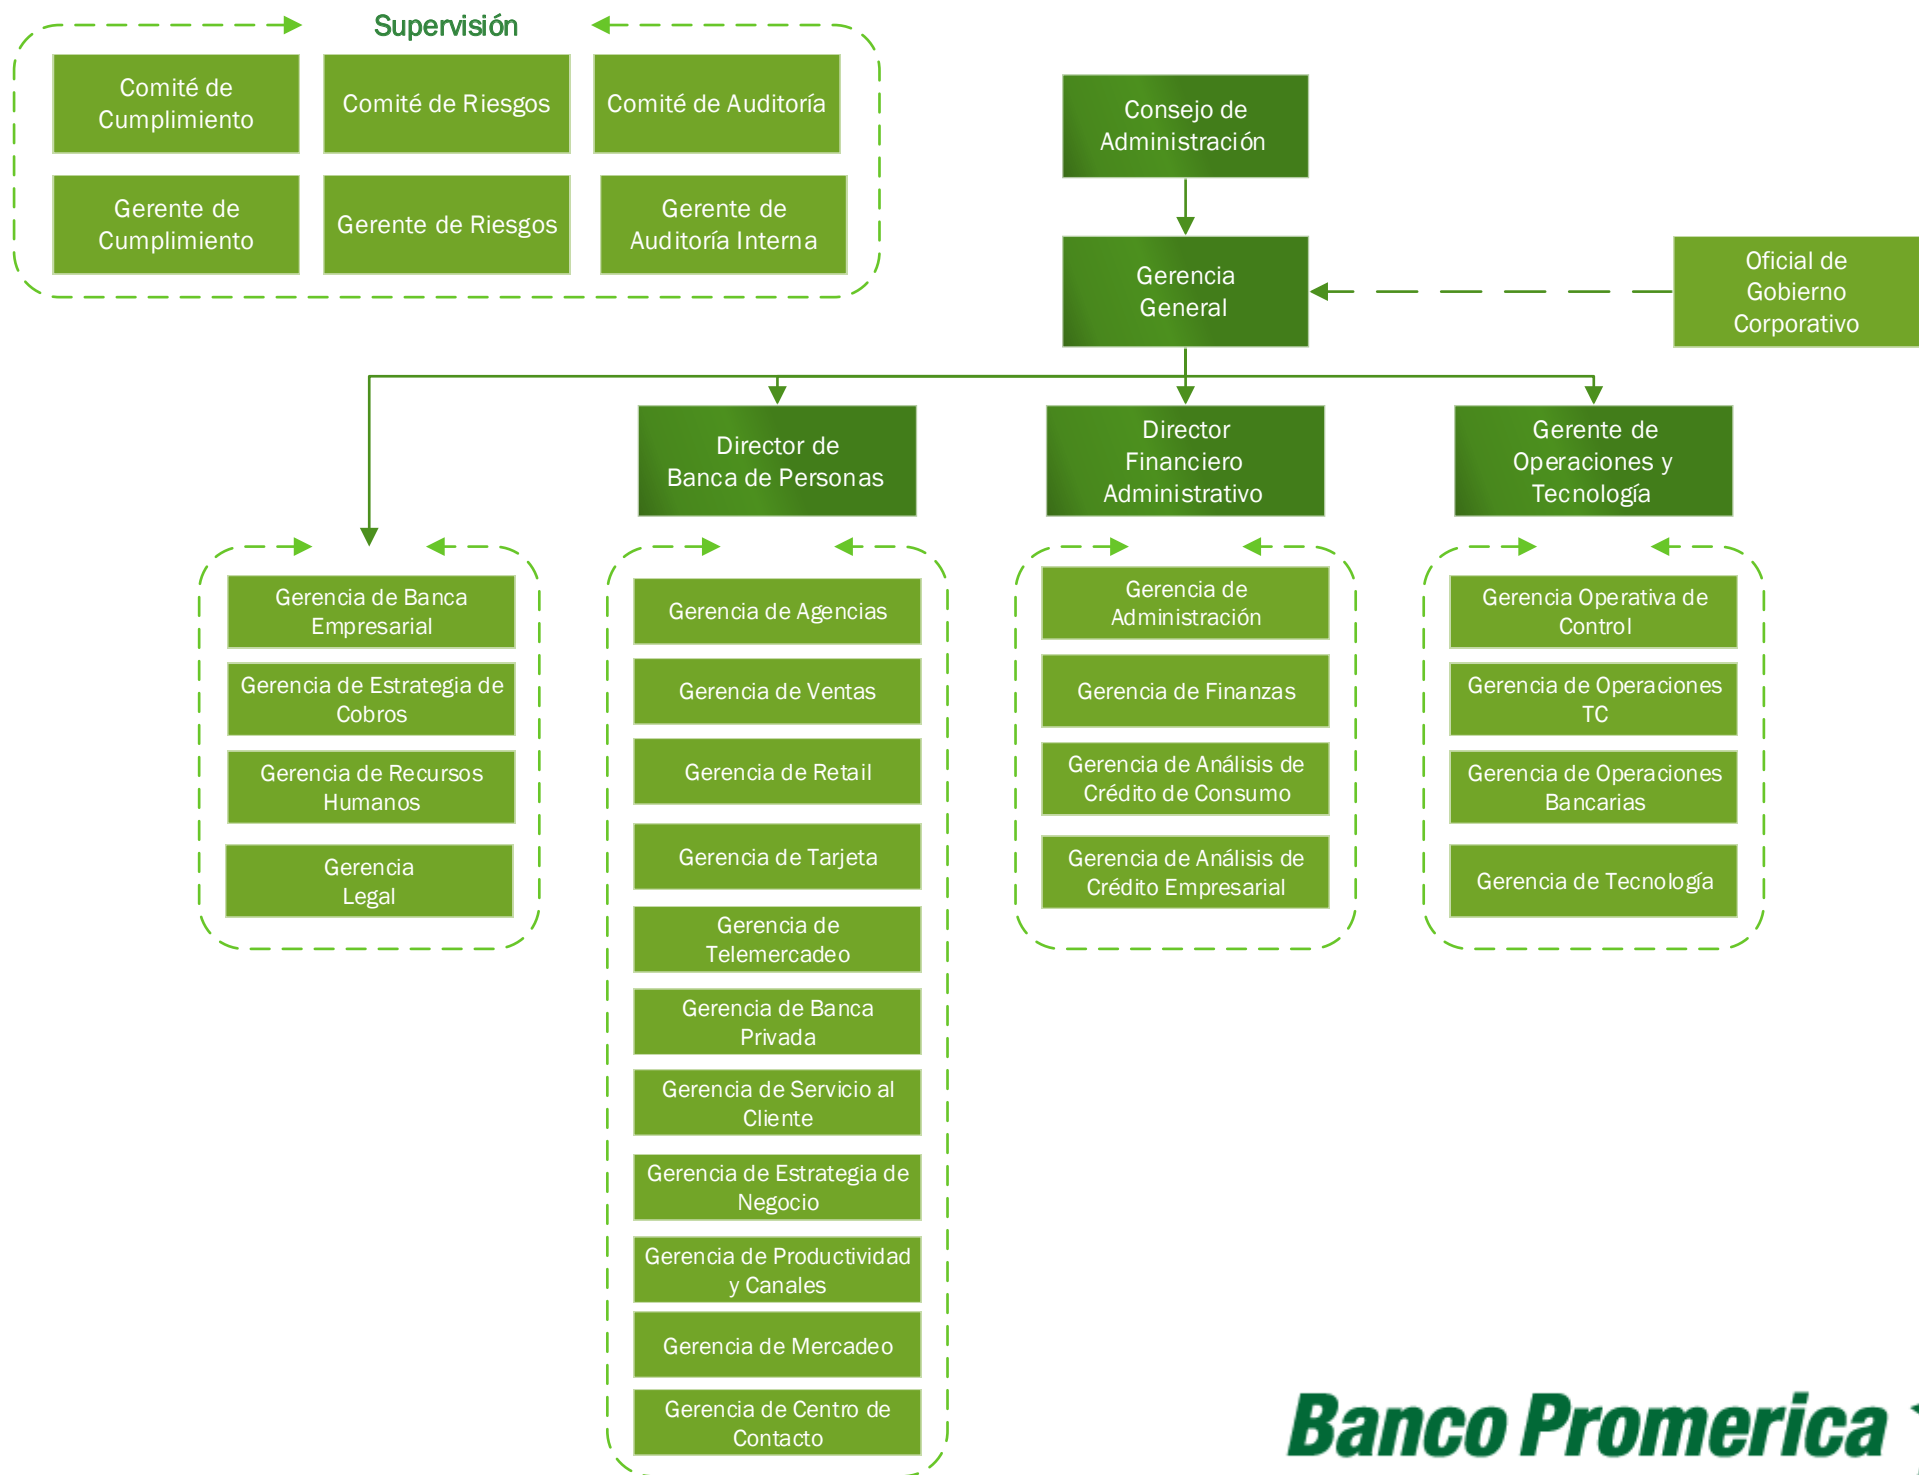 Supervisión
Comité de
Cumplimiento
Comité de Riesgos
Comité de Auditoría
Gerente de
Cumplimiento
Gerente de Riesgos
Gerente de
Auditoría Interna
Consejo de
Administración
Gerencia
General
Oficial de
Gobierno
Corporativo
Director de
Banca de Personas
Director
Financiero
Administrativo
Gerente de
Operaciones y
Tecnología
Gerencia de Banca
Empresarial
Gerencia de Estrategia de
Cobros
Gerencia de Recursos
Humanos
Gerencia
Legal
Gerencia de Agencias
Gerencia de Ventas
Gerencia de Retail
Gerencia de Tarjeta
Gerencia de
Telemercadeo
Gerencia de Banca
Privada
Gerencia de Servicio al
Cliente
Gerencia de Estrategia de
Negocio
Gerencia de Productividad
y Canales
Gerencia de Mercadeo
Gerencia de Centro de
Contacto
Gerencia de
Administración
Gerencia de Finanzas
Gerencia de Análisis de
Crédito de Consumo
Gerencia de Análisis de
Crédito Empresarial
Gerencia Operativa de
Control
Gerencia de Operaciones
TC
Gerencia de Operaciones
Bancarias
Gerencia de Tecnología
Banco Promerica